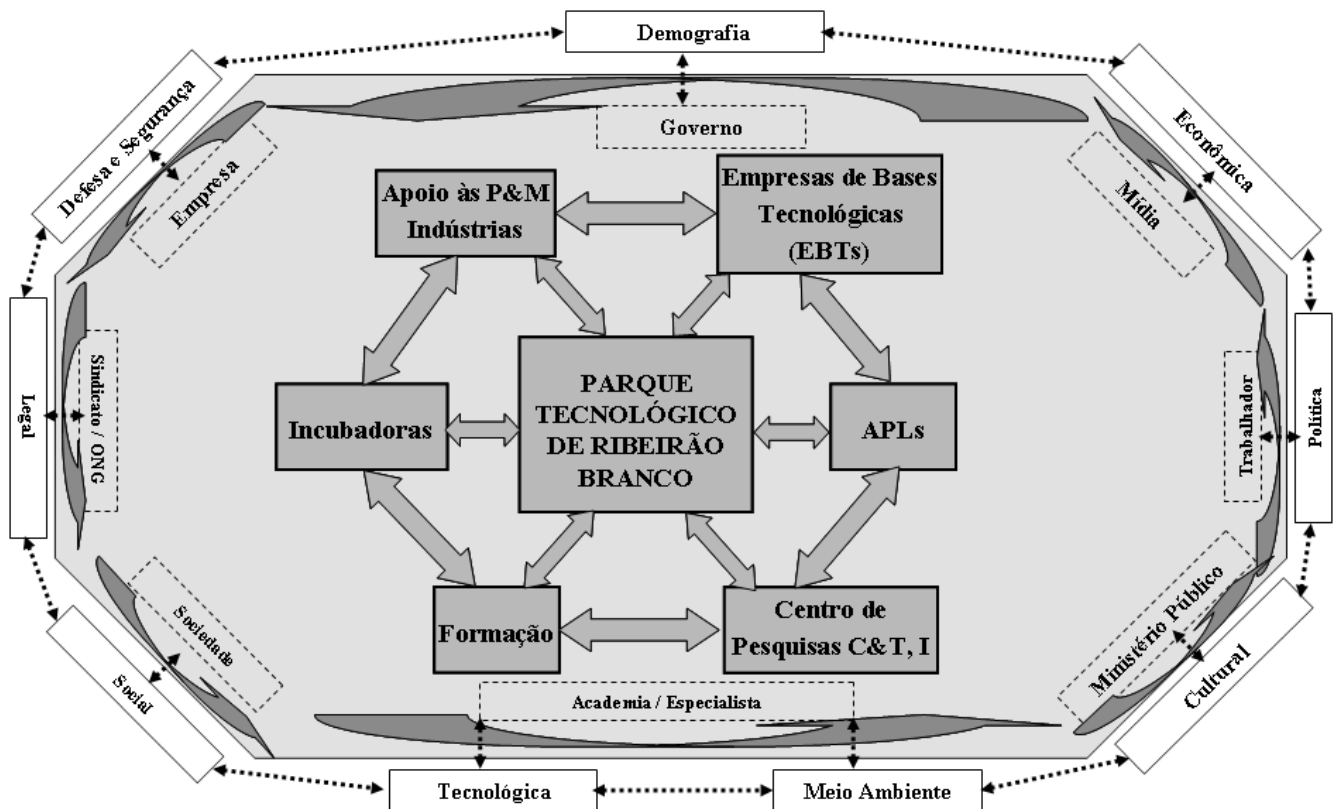 Demografia
Defesa e Segurança
Econômica
Governo
Empresa
Mídia
Apoio às P&M
Indústrias
Empresas de Bases
Tecnológicas
(EBTs)
Legal
Sindicato / ONG
Incubadoras
PARQUE
TECNOLÓGICO
DE RIBEIRÃO
BRANCO
APLs
Trabalhador
Política
Sociedade
Social
Formação
Centro de
Pesquisas C&T, I
Ministério Público
Cultural
Academia / Especialista
Tecnológica
Meio Ambiente